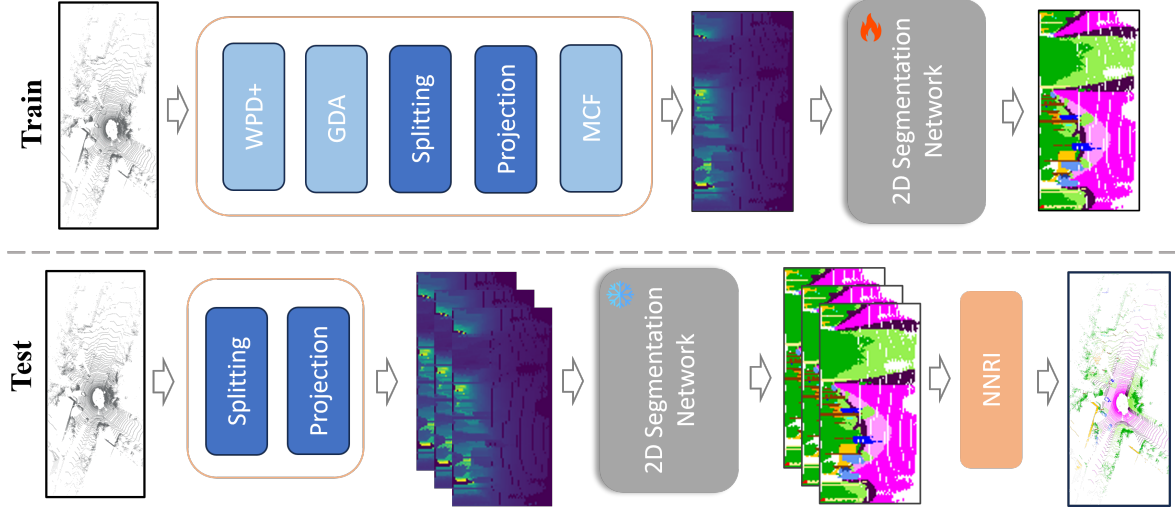 Train
WPD+
GDA
Splitting
Projection
MCF
2D Segmentation
Network
Test
Splitting
Projection
2D Segmentation
Network
NNRI